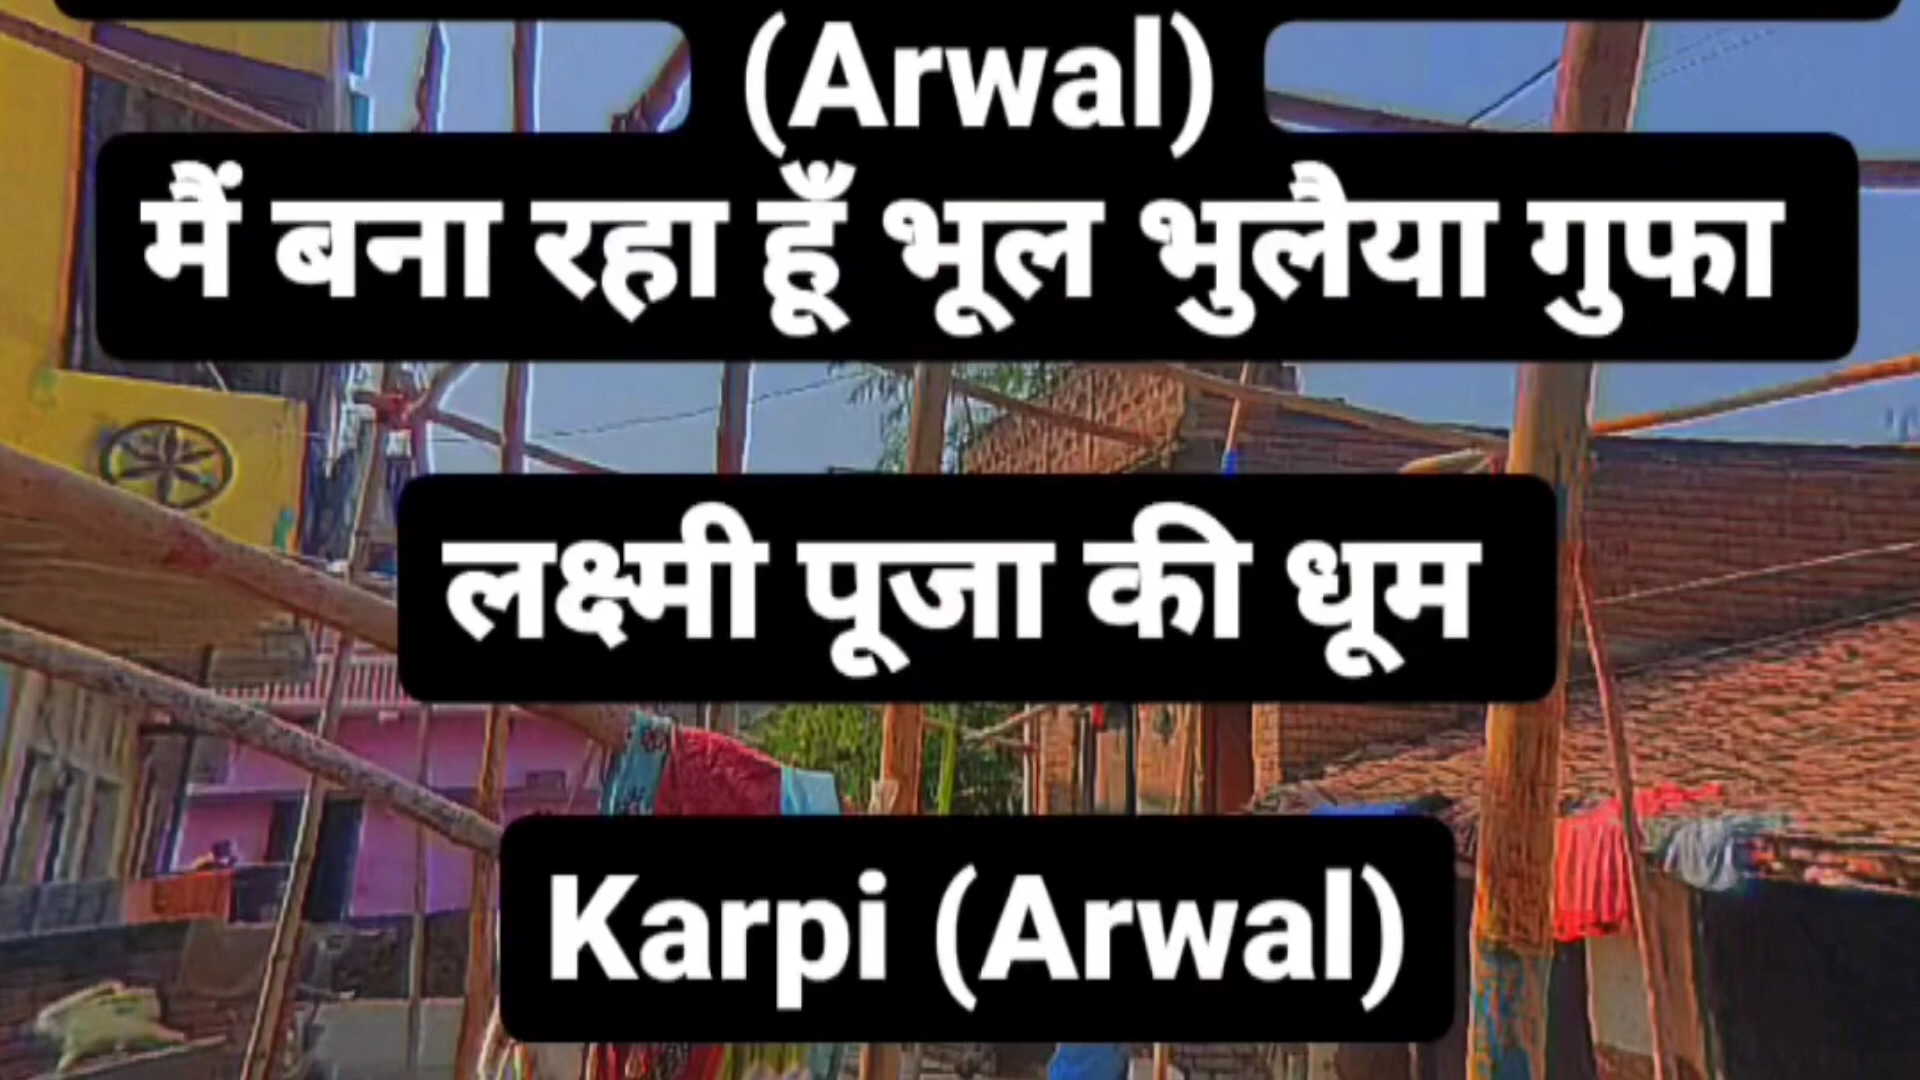 (Arwal)
मैं बना रहा हूँ भूल भुलैया गुफा
लक्ष्मी पूजा की धूम
Karpi (Arwal)